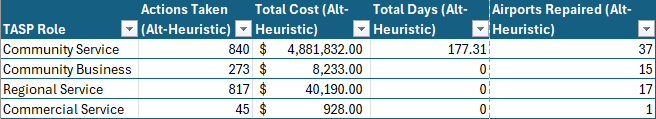 Actions Taken Total Cost (Alt- Total Days (Alt- Airports Repaired (Alt-
TASP Role (Alt-Heuristic) Heuristic) Heuristic) Heuristic)
Community Service 840 $ 4,881,832.00 177.31 37
Community Business 273 $ 8,233.00 0 15
Regional Service 817 $ 40,190.00 0 17
Commercial Service 45 $ 928.00 0 1